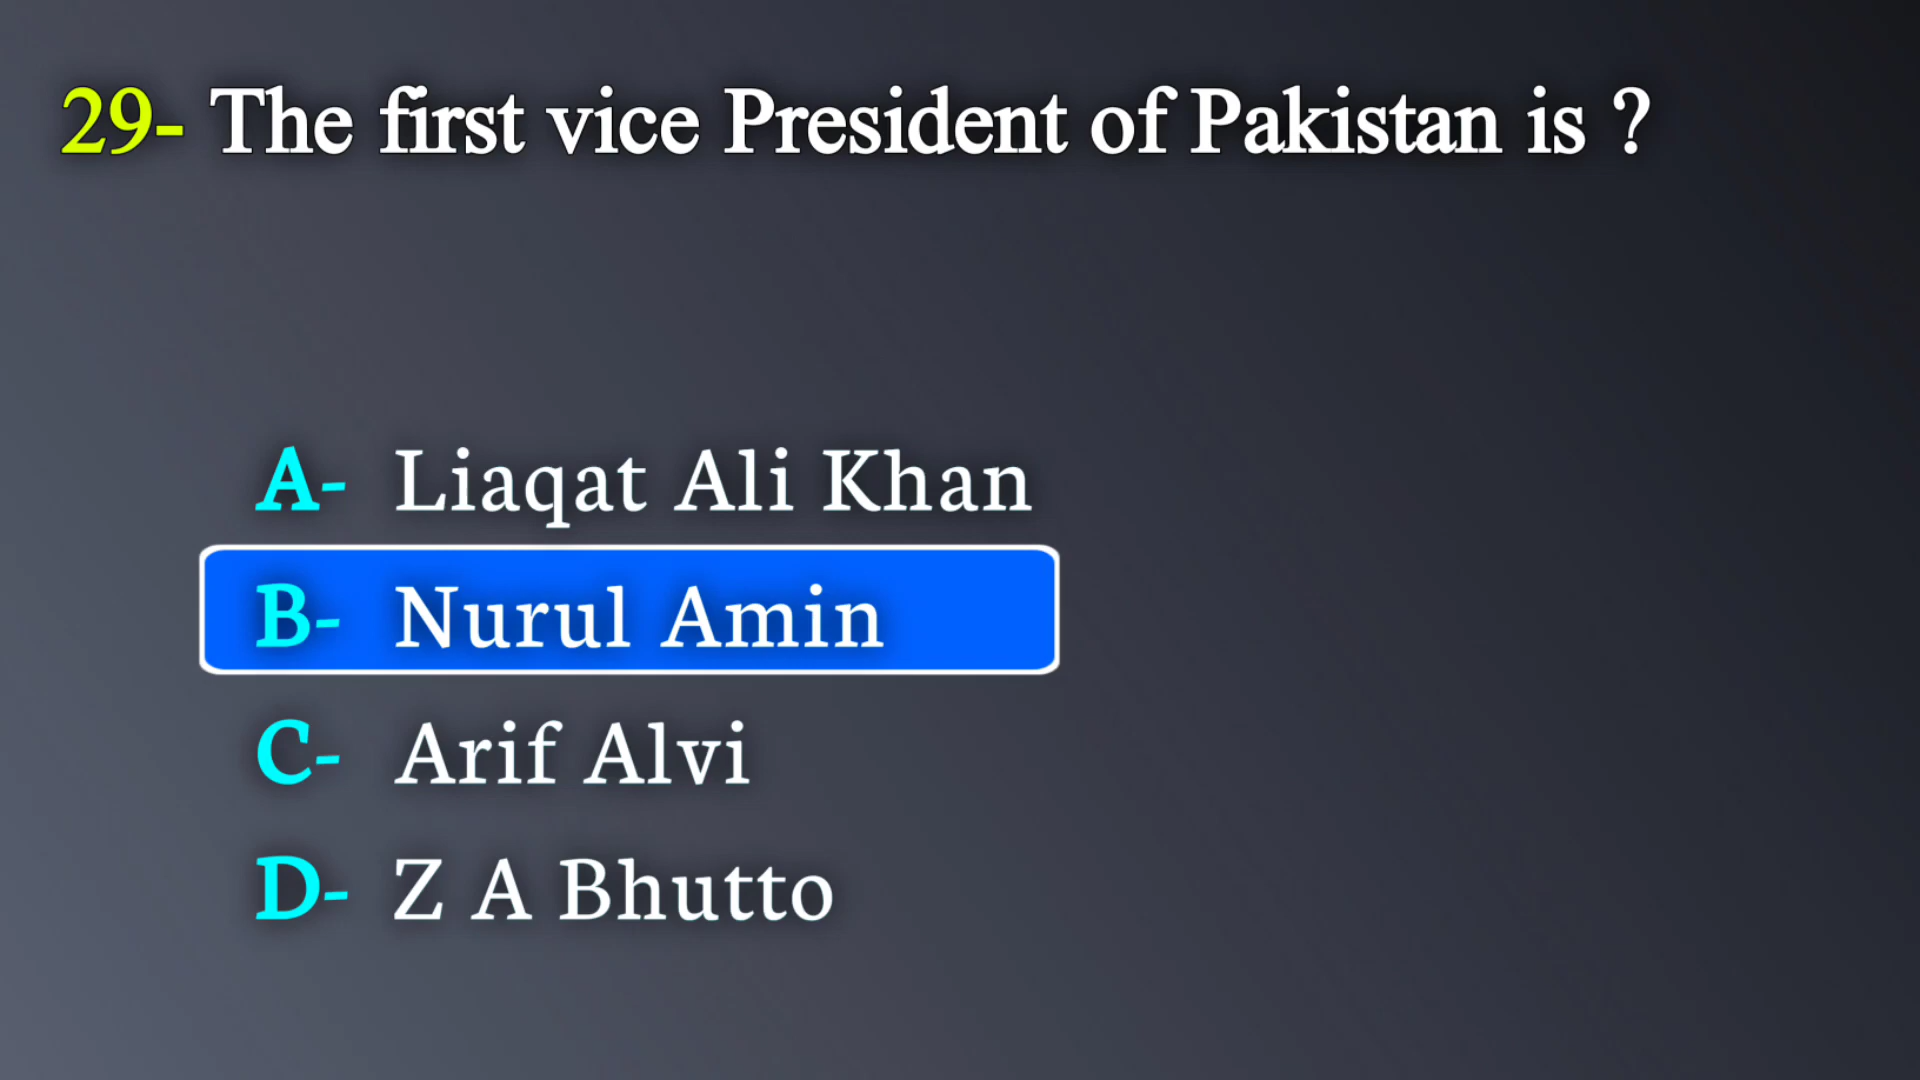 29- The first vice President of Pakistan is ?
A- Liaqat Ali Khan
B- Nurul Amin
C- Arif Alvi
D- Z A Bhutto